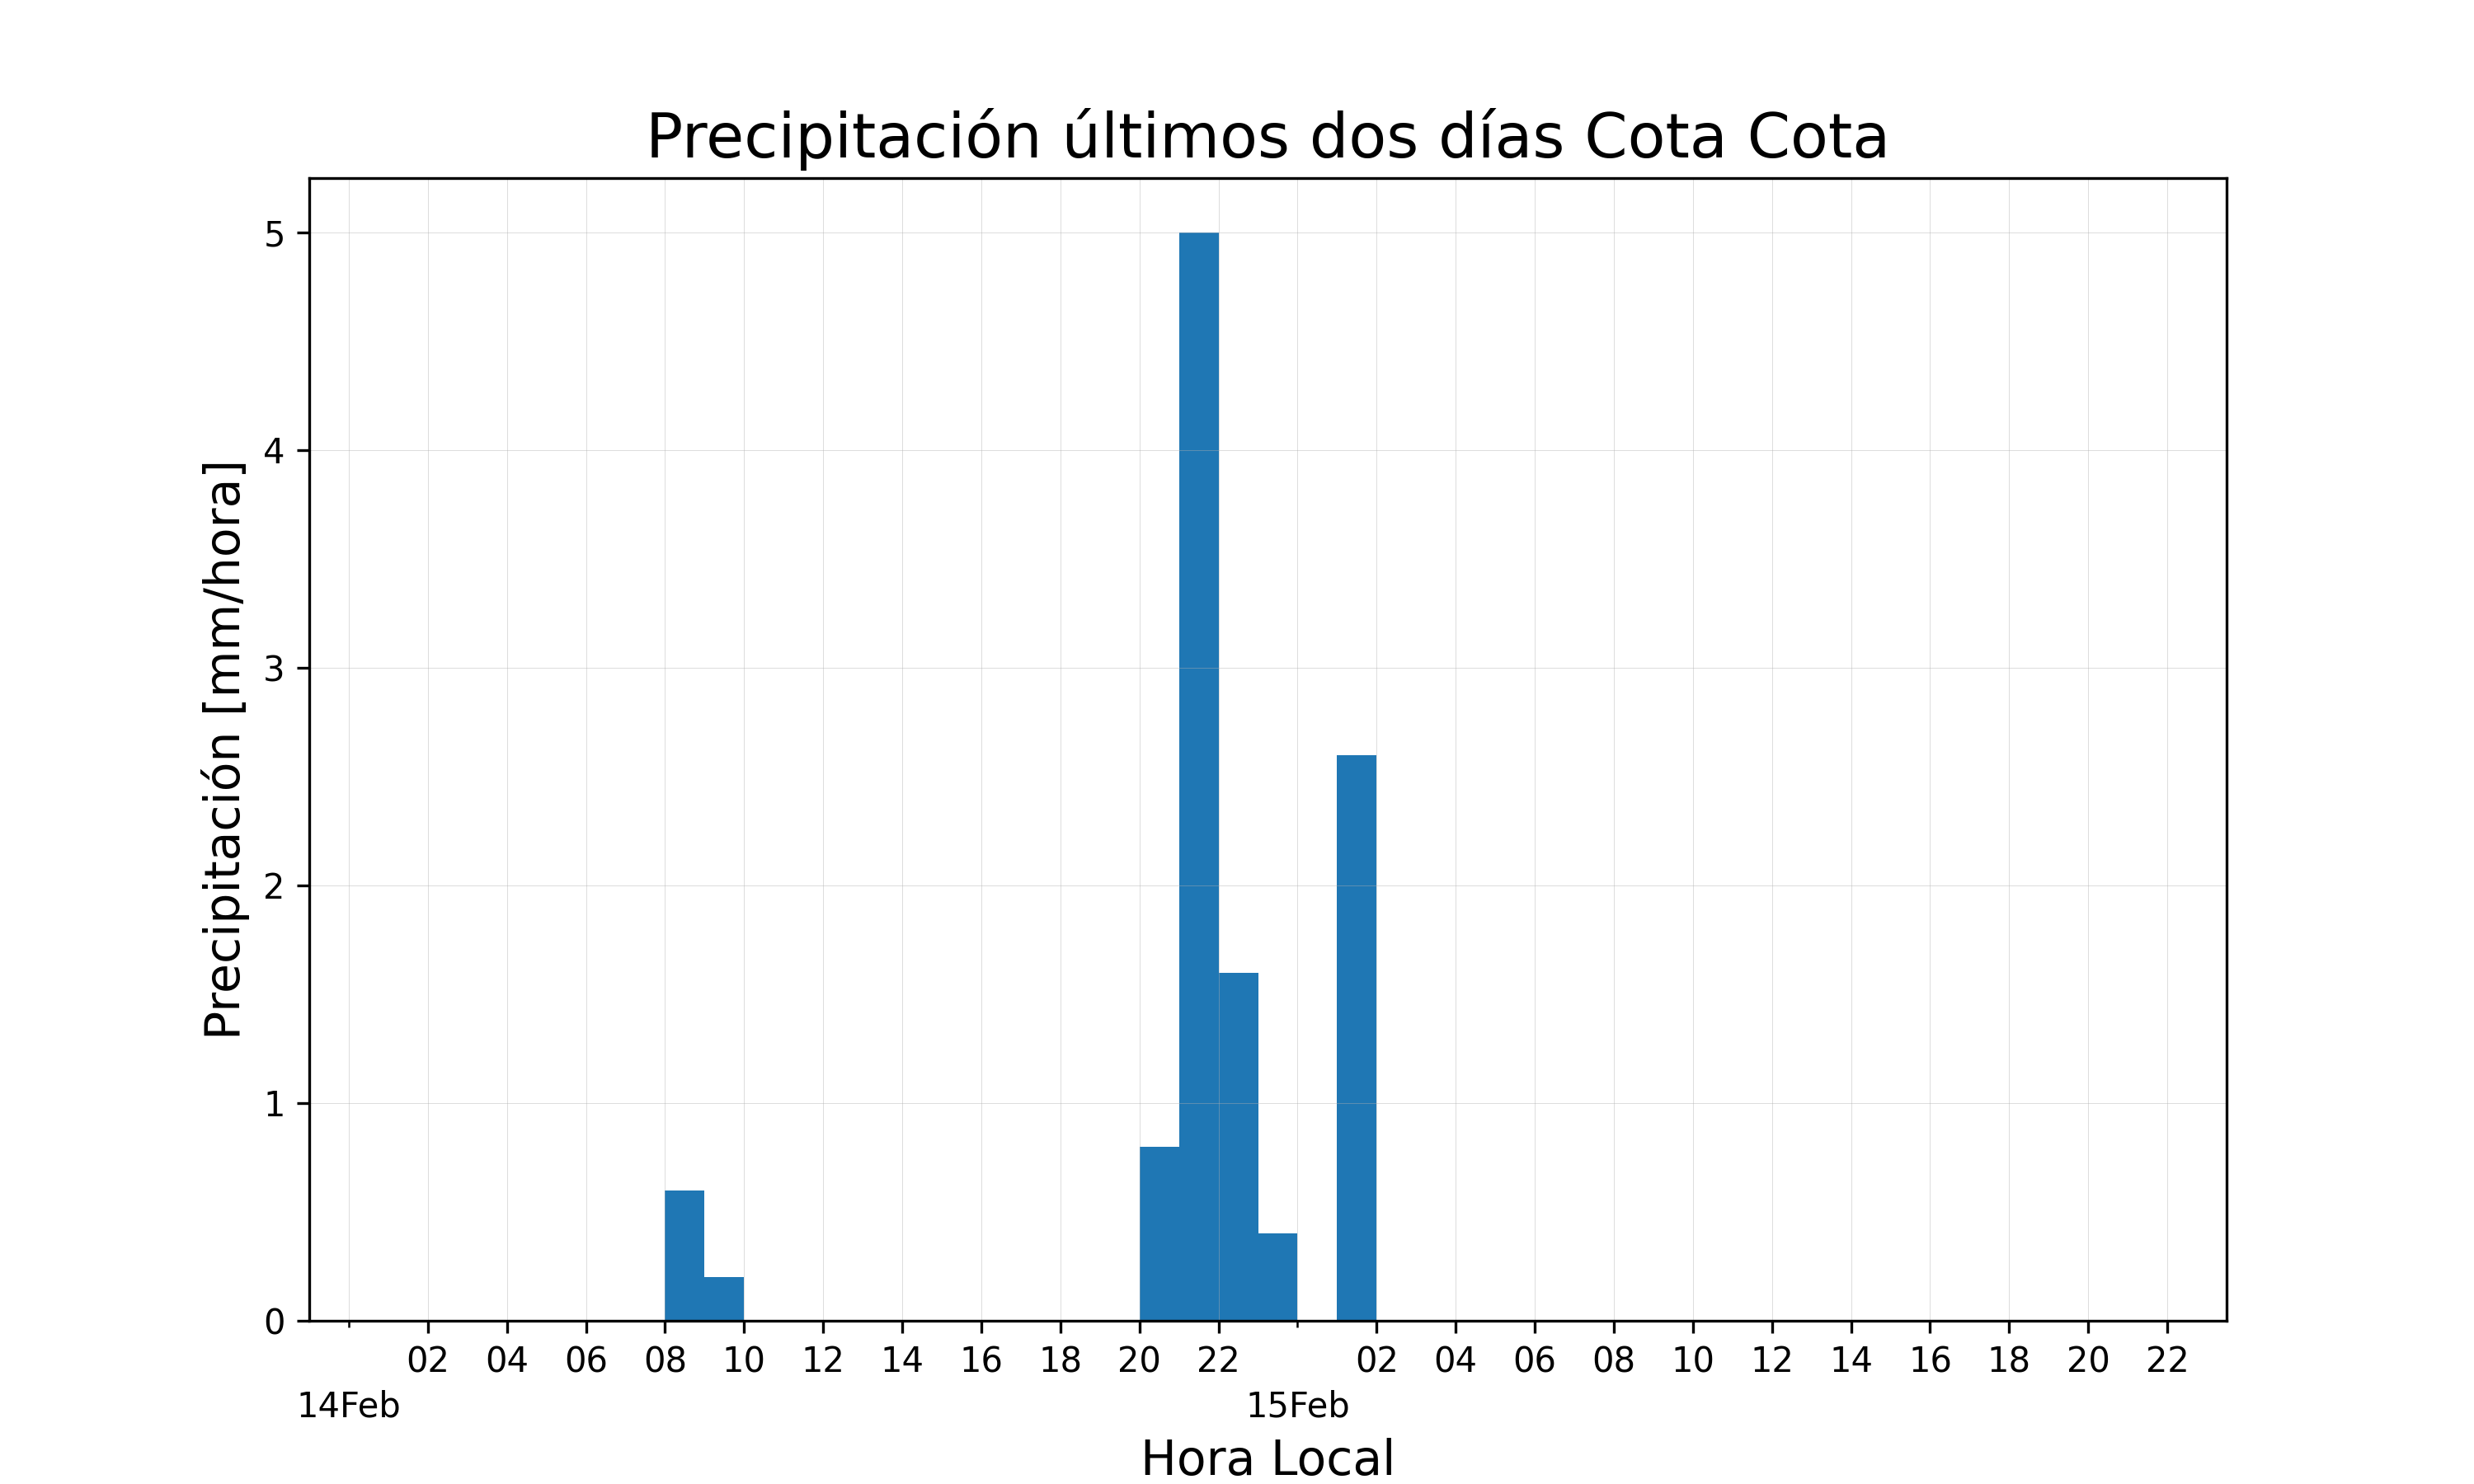 Precipitación últimos dos días Cota Cota
Precipitación [mm/hora]
5
4
3
2
1
0
02 04 06 08 10 12 14 16 18 20 22 02 04 06 08 10 12 14 16 18 20 22
14Feb 15Feb
Hora Local